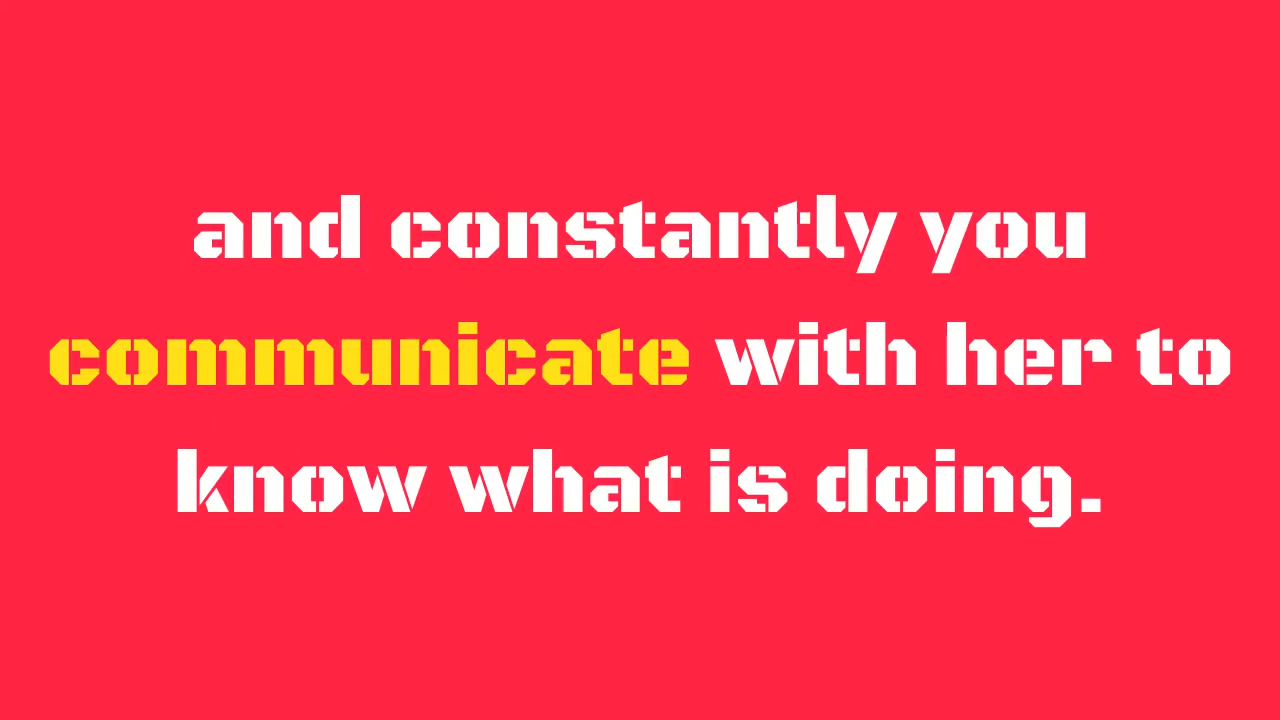 and constantly you
communicate with her to
know what is doing.